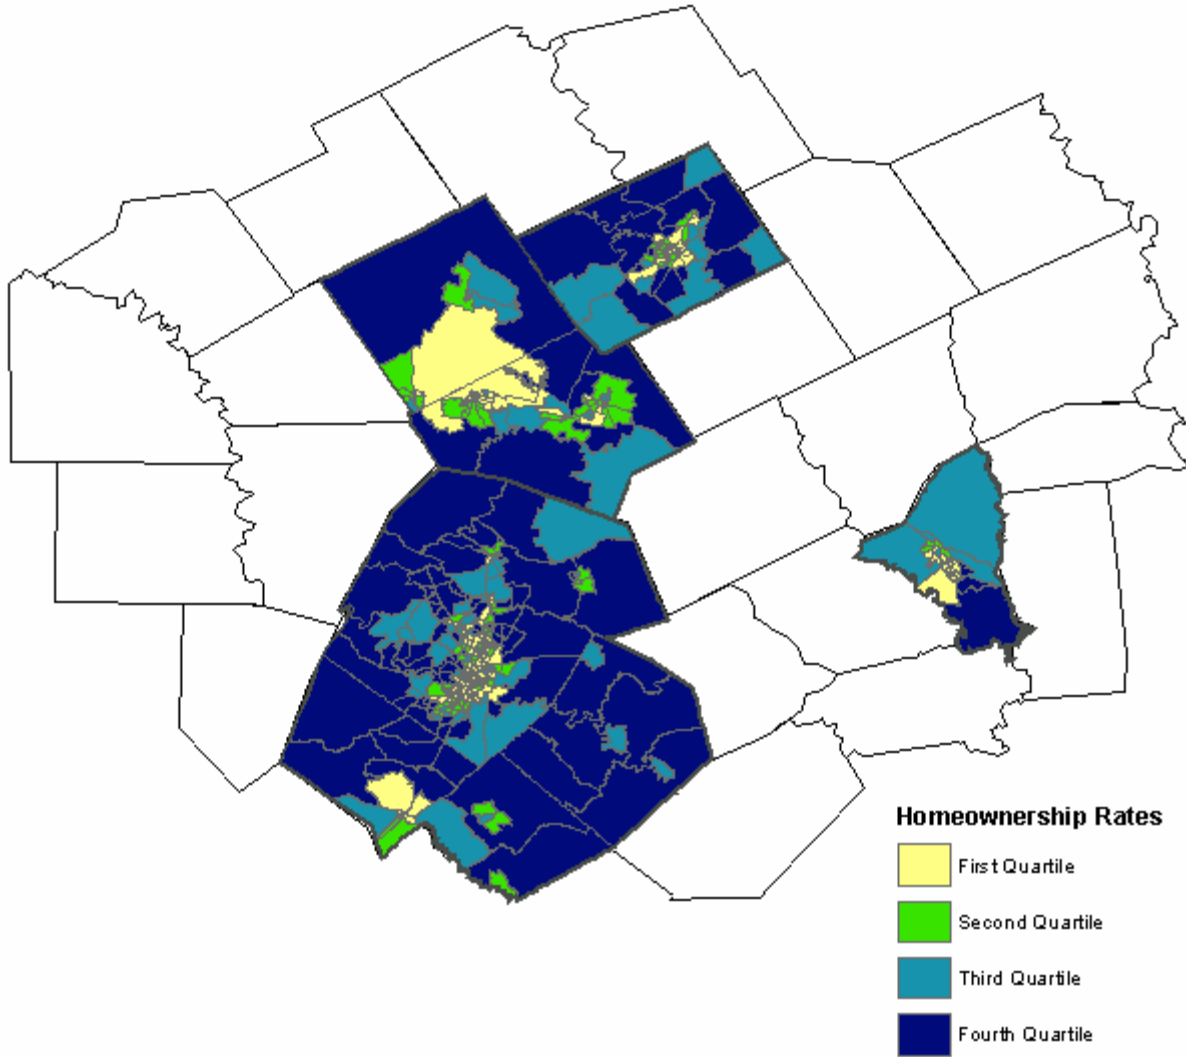 Homeownership Rates
First Quartile
Second Quartile
Third Quartile
Fourth Quartile